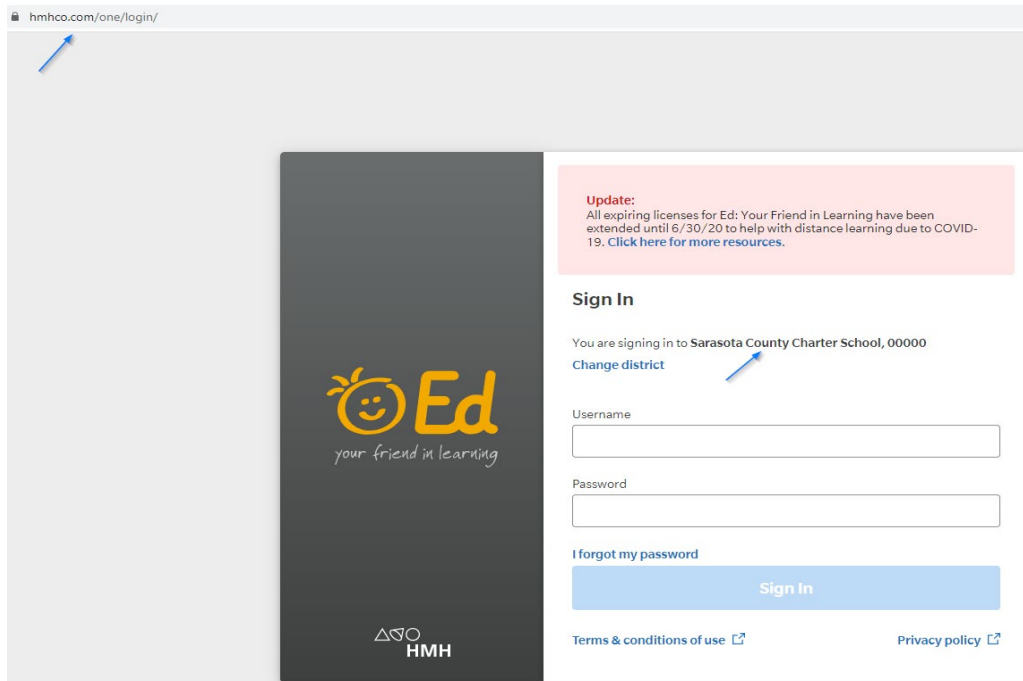 hmhco.com/one/login/
Update:
All expiring licenses for Ed: Your Friend in Learning have been
extended until 6/30/20 to help with distance learning due to COVID-
19. Click here for more resources.
Sign In
You are signing in to Sarasota County Charter School, 00000
Change district
Ed
your friend in learning
Username
Password
I forgot my password
Sign In
HMH
Terms & conditions of use
Privacy policy